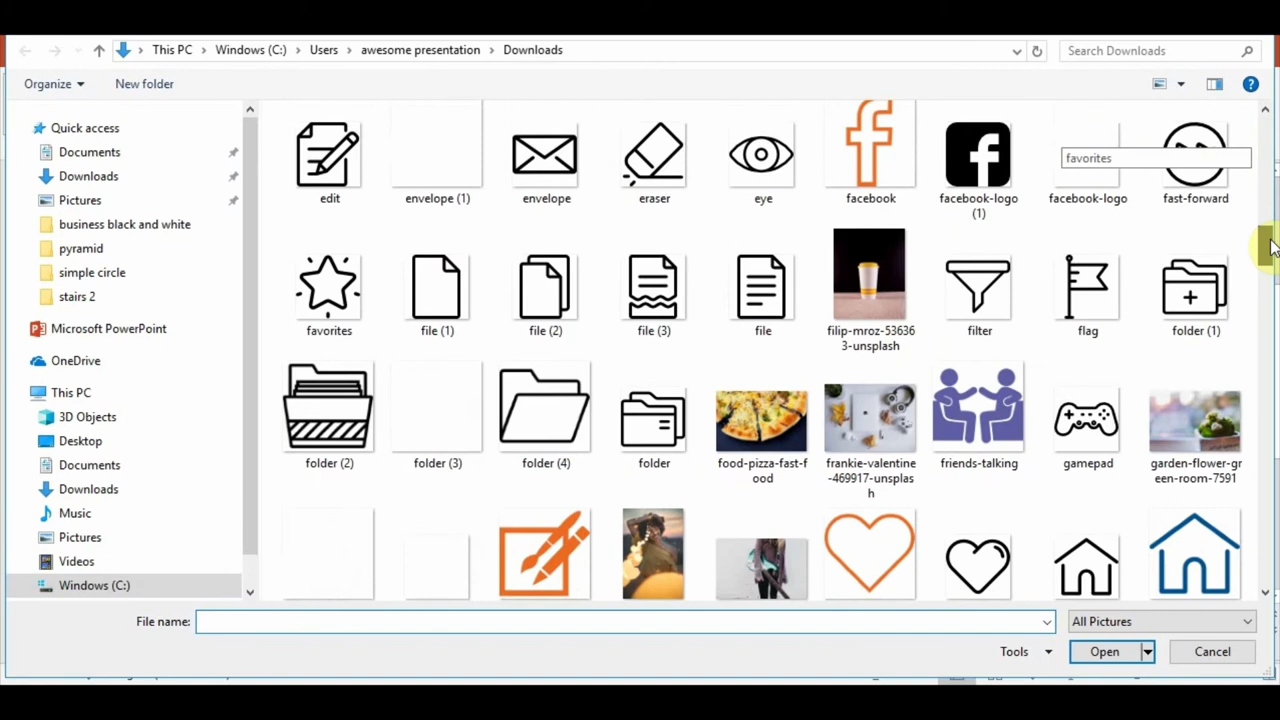 This PC > Windows (C:) > Users > awesome presentation > Downloads
Search Downloads
Organize
New folder
?
Quick access
Documents
Downloads
Pictures
business black and white
pyramid
simple circle
stairs 2
Microsoft PowerPoint
OneDrive
This PC
3D Objects
Desktop
Documents
Downloads
Music
Pictures
Videos
Windows (C:)
edit
envelope (1)
envelope
eraser
eye
facebook
facebook-logo
(1)
facebook-logo
fast-forward
favorites
favorites
file (1)
file (2)
file (3)
file
filip-mroz-53636
3-unsplash
filter
flag
folder (1)
folder (2)
folder (3)
folder (4)
folder
food-pizza-fast-f
ood
frankie-valentine
-469917-unsplas
h
friends-talking
gamepad
garden-flower-gr
een-room-7591
File name:
All Pictures
Tools
Open
Cancel